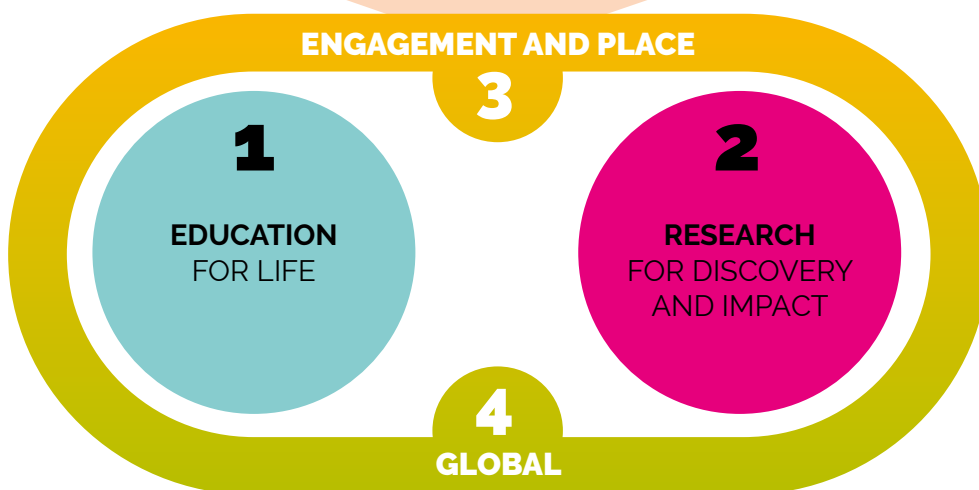 ENGAGEMENT AND PLACE
3
1
EDUCATION
FOR LIFE
2
RESEARCH
FOR DISCOVERY
AND IMPACT
4
GLOBAL